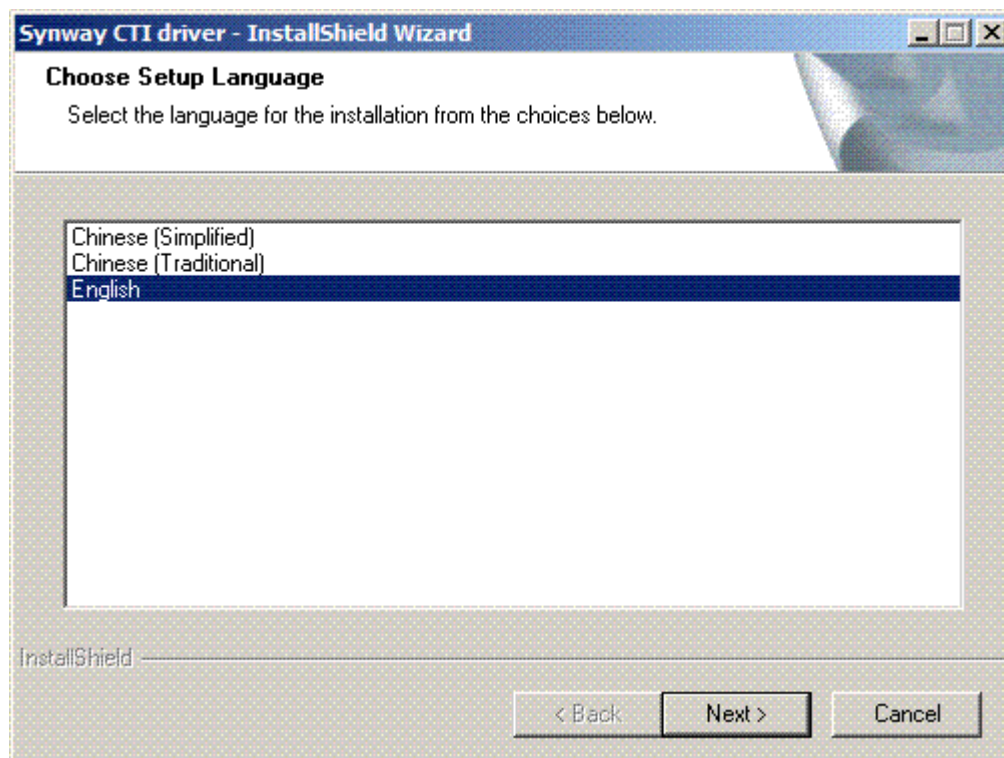 Synway CTI driver - InstallShield Wizard
Choose Setup Language
Select the language for the installation from the choices below.
Chinese (Simplified)
Chinese (Traditional)
English
InstallShield
< Back
Next >
Cancel